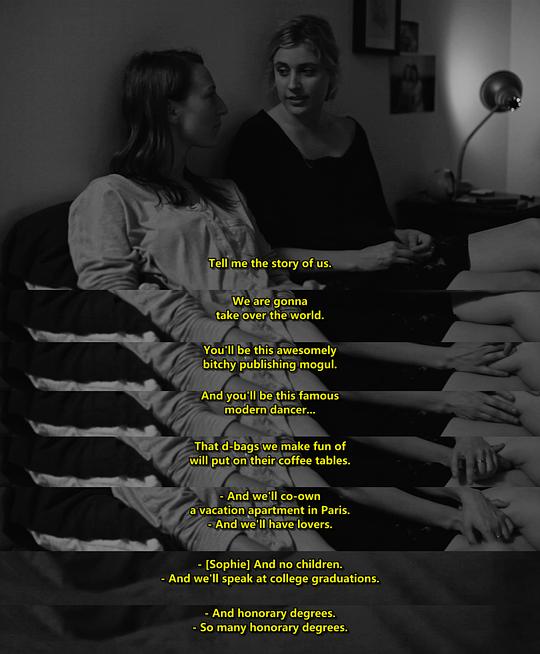 Tell me the story of us.
We are gonna
take over the world.
You'll be this awesomely
bitchy publishing mogul.
And you'll be this famous
modern dancer...
That d-bags we make fun of
will put on their coffee tables.
- And we'll co-own
a vacation apartment in Paris.
- And we'll have lovers.
- [Sophie] And no children.
- And we'll speak at college graduations.
- And honorary degrees.
- So many honorary degrees.